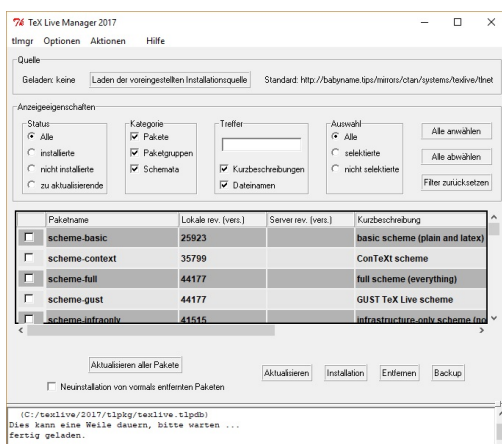 TeX Live Manager 2017
tlmgr Optionen Aktionen Hilfe
Quelle
Geladen: keine Laden der voreingestellten Installationsquelle Standard: http://babyname.tips/mirrors/ctan/systems/texlive/tlnet
Anzeigeeigenschaften
Status Kategorie Treffer Auswahl
Alle Pakete Alle Alle anwählen
installierte Paketgruppen selektierte
nicht installierte Schemata Kurzbeschreibungen nicht selektierte Alle abwählen
zu aktualisierende Dateinamen Filter zurücksetzen
Paketname Lokale rev. (vers.) Server rev. (vers.) Kurzbeschreibung
scheme-basic 25923 basic scheme (plain and latex)
scheme-context 35799 ConTeXt scheme
scheme-full 44177 full scheme (everything)
scheme-gust 44177 GUST TeX Live scheme
scheme-infraonly 41515 infrastructure-only scheme (no
Aktualisieren aller Pakete Aktualisieren Installation Entfernen Backup
Neuinstallation von vormals entfernten Paketen
(C:/texlive/2017/tlpkg/texlive.tlpdb)
Dies kann eine Weile dauern, bitte warten ...
fertig geladen.